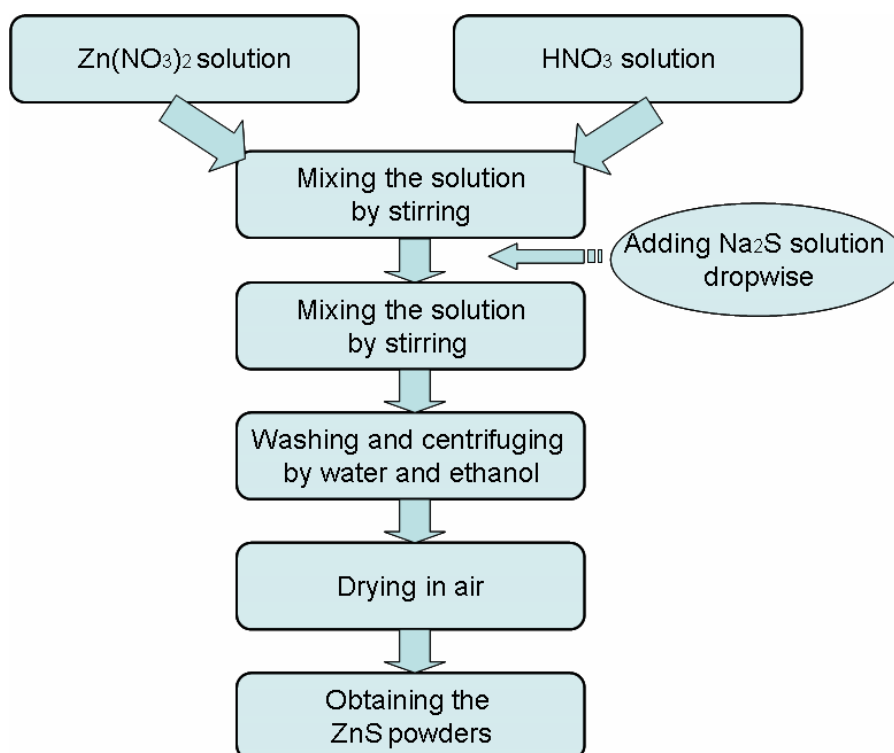 Zn(NO3)2 solution
HNO3 solution
Mixing the solution
by stirring
Adding Na2S solution
dropwise
Mixing the solution
by stirring
Washing and centrifuging
by water and ethanol
Drying in air
Obtaining the
ZnS powders